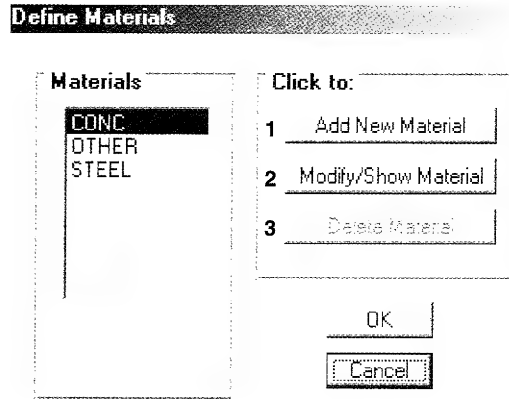 Define Materials
Materials
CONC
OTHER
STEEL
Click to:
1 Add New Material
2 Modify/Show Material
3 Delete Material
OK
Cancel